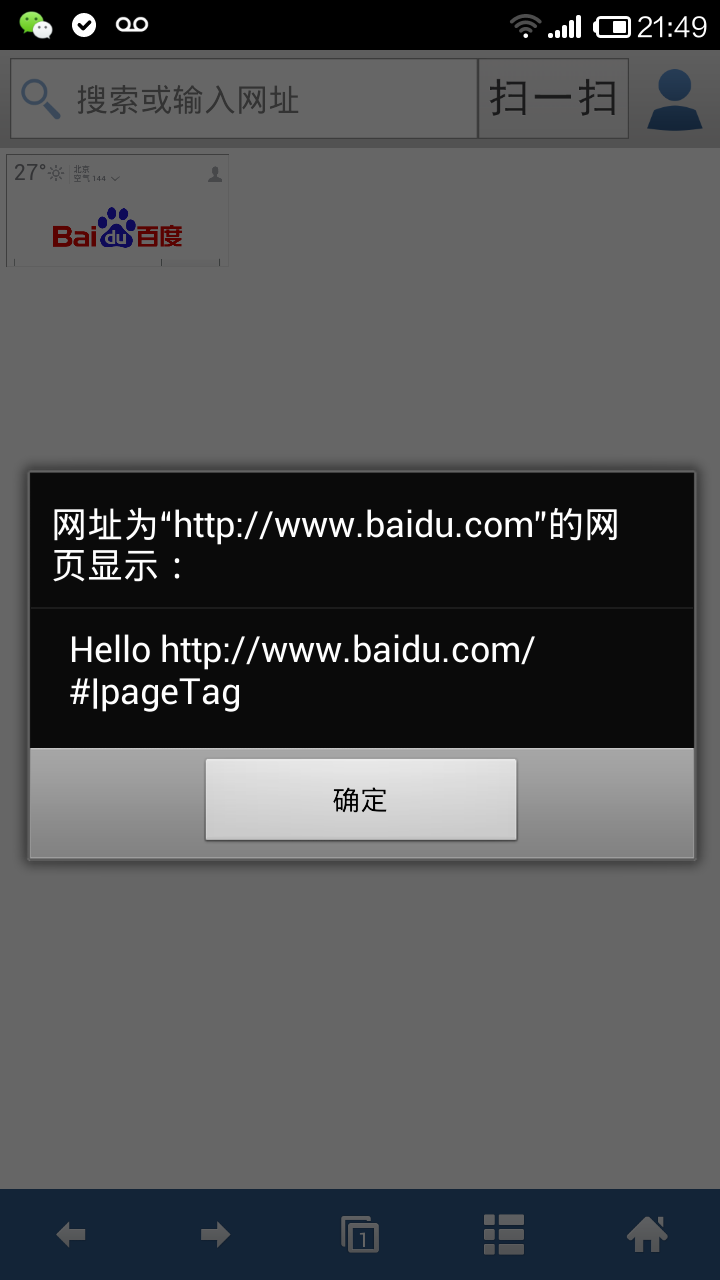 21:49
搜索或输入网址
扫一扫
27°
北京
空气 144
Bai du 百度
网址为“http://www.baidu.com”的网
页显示：
Hello http://www.baidu.com/
#|pageTag
确定
1